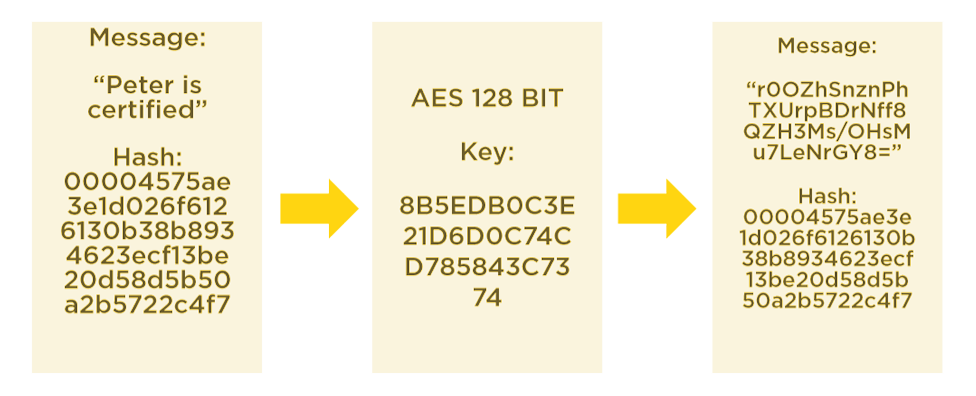 Message:
“Peter is
certified”
Hash:
00004575ae
3e1d026f612
6130b38b893
4623ecf13be
20d58d5b50
a2b5722c4f7
AES 128 BIT
Key:
8B5EDB0C3E
21D6D0C74C
D785843C73
74
Message:
“r0OZhSnznPh
TXUrpBDrNff8
QZH3Ms/OHsM
u7LeNrGY8=”
Hash:
00004575ae3e
1d026f6126130b
38b8934623ecf
13be20d58d5b
50a2b5722c4f7